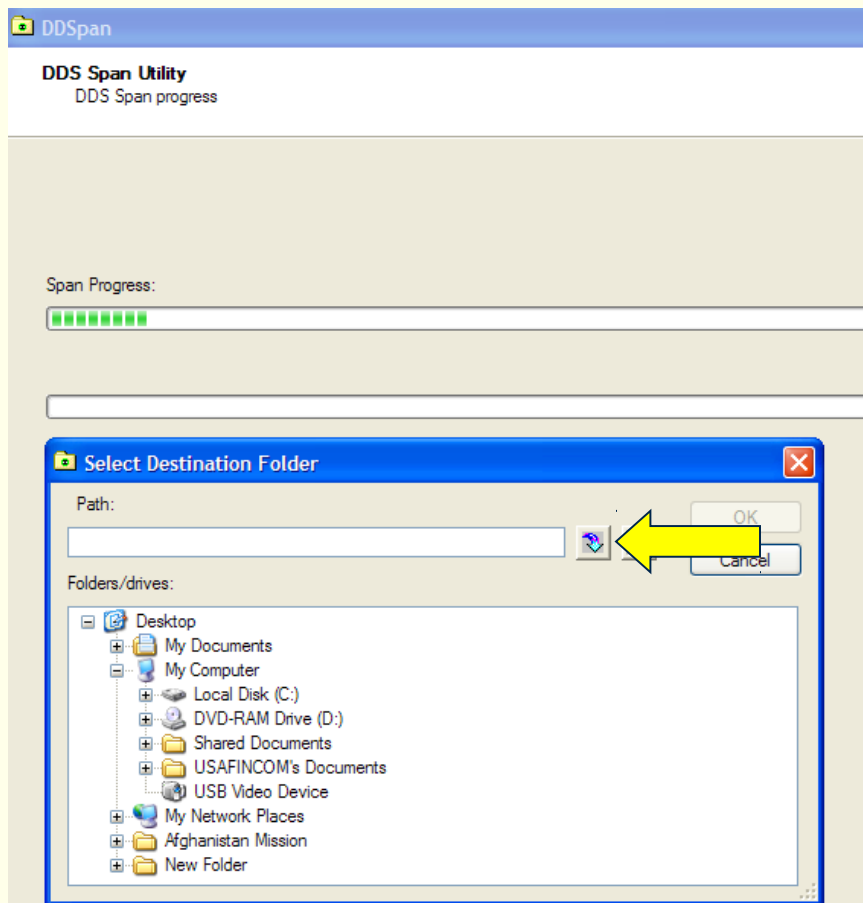 DDSpan
DDS Span Utility
DDS Span progress
Span Progress:
Select Destination Folder
Path:
OK
Cancel
Folders/drives:
Desktop
My Documents
My Computer
Local Disk (C:)
DVD-RAM Drive (D:)
Shared Documents
USAFINCOM's Documents
USB Video Device
My Network Places
Afghanistan Mission
New Folder